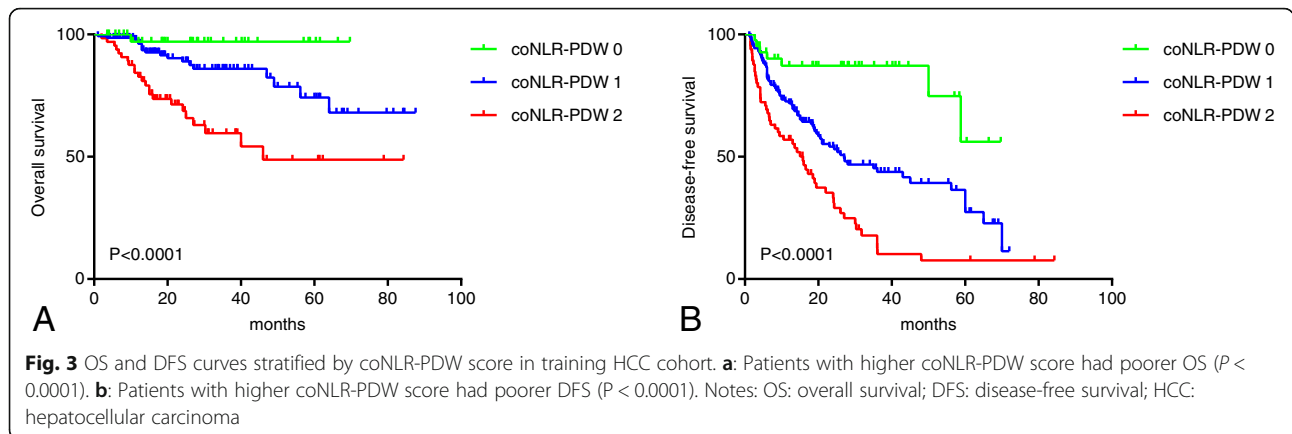 100
50
0
Overall survival
P<0.0001
0 20 40 60 80 100
months
A
coNLR-PDW 0
coNLR-PDW 1
coNLR-PDW 2
100
50
0
Disease-free survival
P<0.0001
0 20 40 60 80 100
months
B
coNLR-PDW 0
coNLR-PDW 1
coNLR-PDW 2
Fig. 3 OS and DFS curves stratified by coNLR-PDW score in training HCC cohort. a: Patients with higher coNLR-PDW score had poorer OS (P <
0.0001). b: Patients with higher coNLR-PDW score had poorer DFS (P < 0.0001). Notes: OS: overall survival; DFS: disease-free survival; HCC:
hepatocellular carcinoma